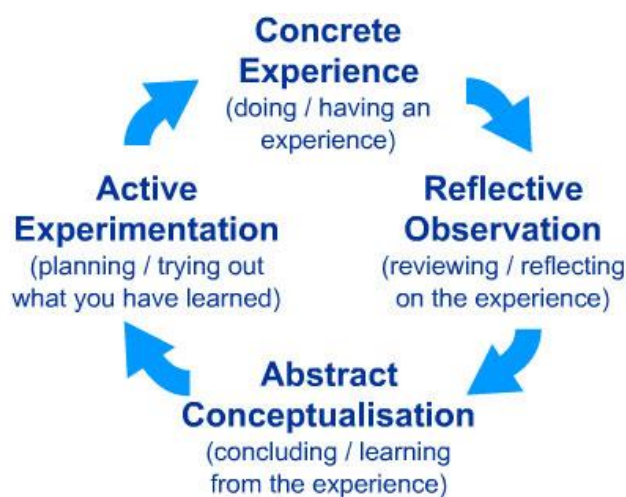 Concrete
Experience
(doing / having an
experience)
Reflective
Observation
(reviewing / reflecting
on the experience)
Abstract
Conceptualisation
(concluding / learning
from the experience)
Active
Experimentation
(planning / trying out
what you have learned)